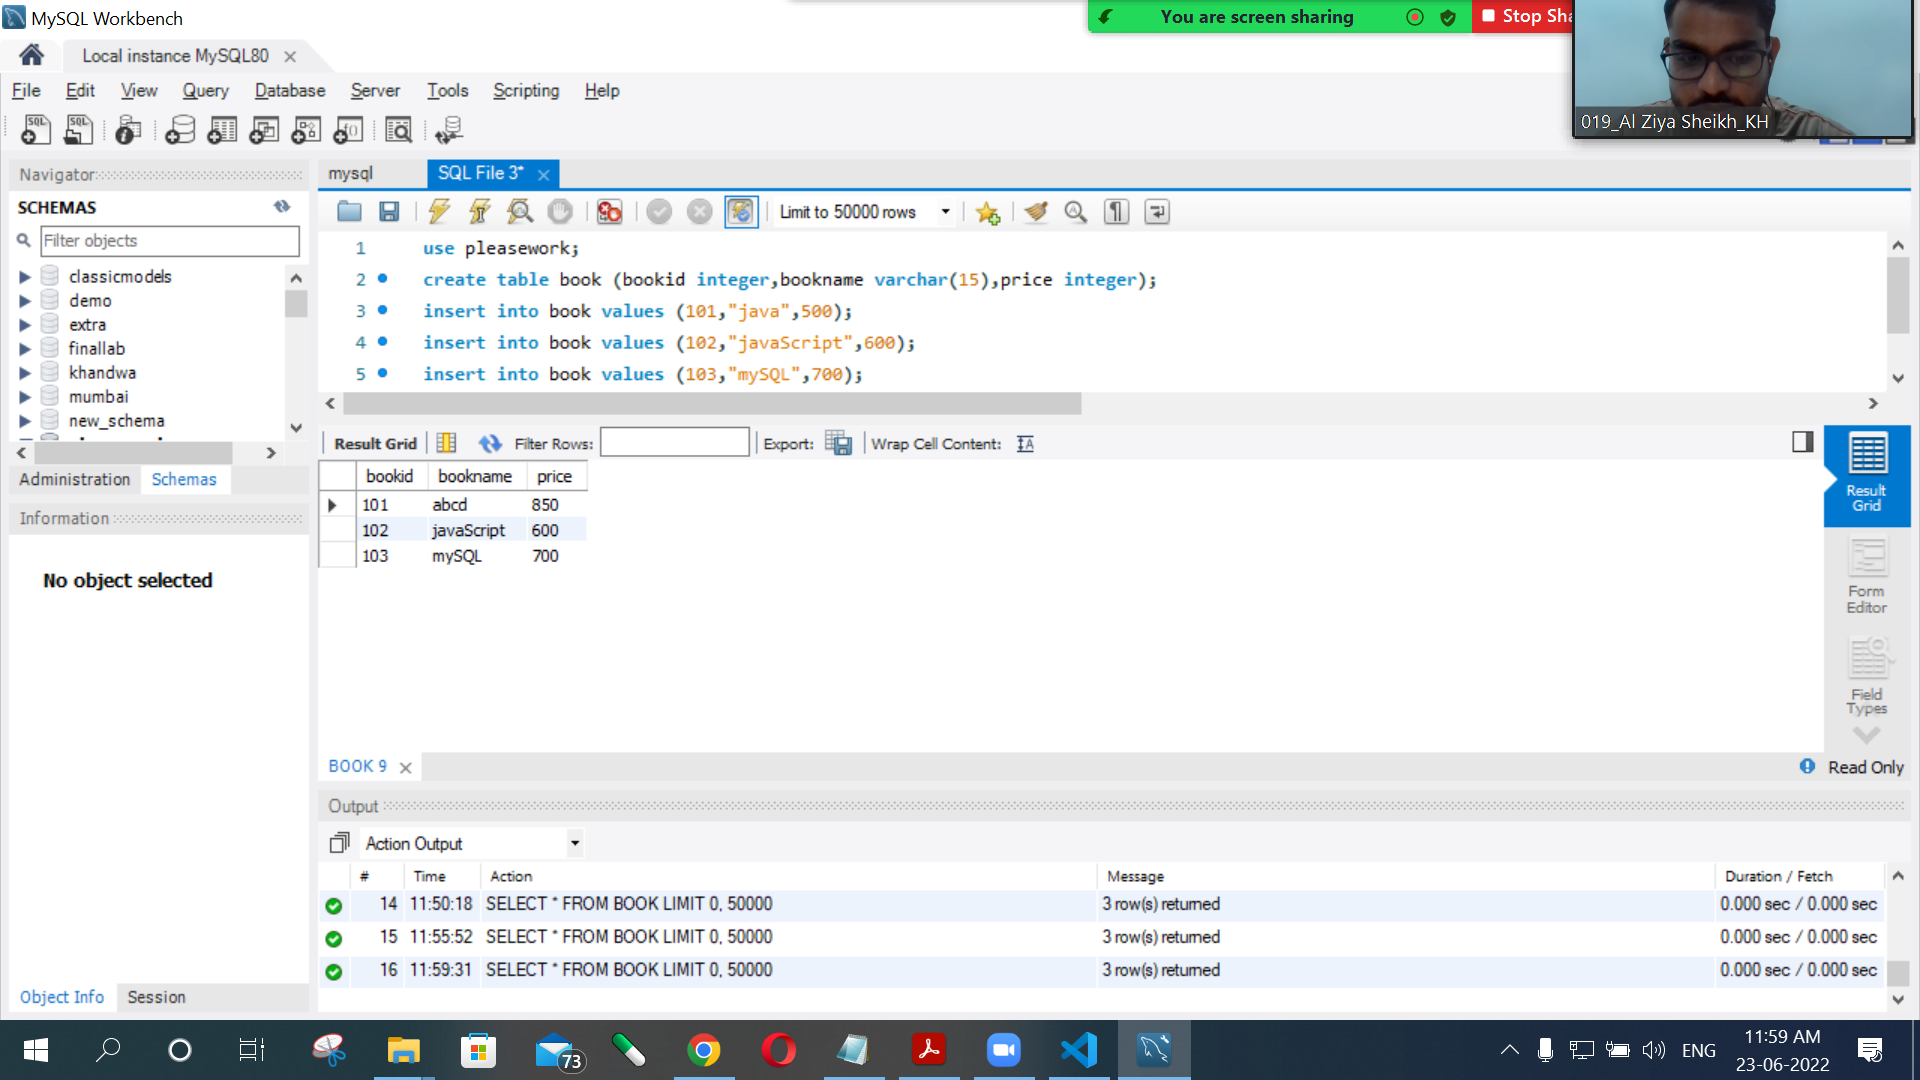 MySQL Workbench
You are screen sharing
Stop Sha
019_Al Ziya Sheikh_KH
Local instance MySQL80
File Edit View Query Database Server Tools Scripting Help
Navigator
SCHEMAS
Filter objects
classicmodels
demo
extra
finallab
khandwa
mumbai
new_schema
Administration Schemas
Information
No object selected
Object Info Session
mysql SQL File 3*
Limit to 50000 rows
1 use pleasework;
2 create table book (bookid integer,bookname varchar(15),price integer);
3 insert into book values (101,"java",500);
4 insert into book values (102,"javaScript",600);
5 insert into book values (103,"mySQL",700);
Result Grid Filter Rows: Export: Wrap Cell Content:
bookid bookname price
101 abcd 850
102 javaScript 600
103 mySQL 700
Result Grid
Form Editor
Field Types
BOOK 9
Read Only
Output
Action Output
# Time Action Message Duration / Fetch
14 11:50:18 SELECT * FROM BOOK LIMIT 0, 50000 3 row(s) returned 0.000 sec / 0.000 sec
15 11:55:52 SELECT * FROM BOOK LIMIT 0, 50000 3 row(s) returned 0.000 sec / 0.000 sec
16 11:59:31 SELECT * FROM BOOK LIMIT 0, 50000 3 row(s) returned 0.000 sec / 0.000 sec
73
ENG
11:59 AM
23-06-2022